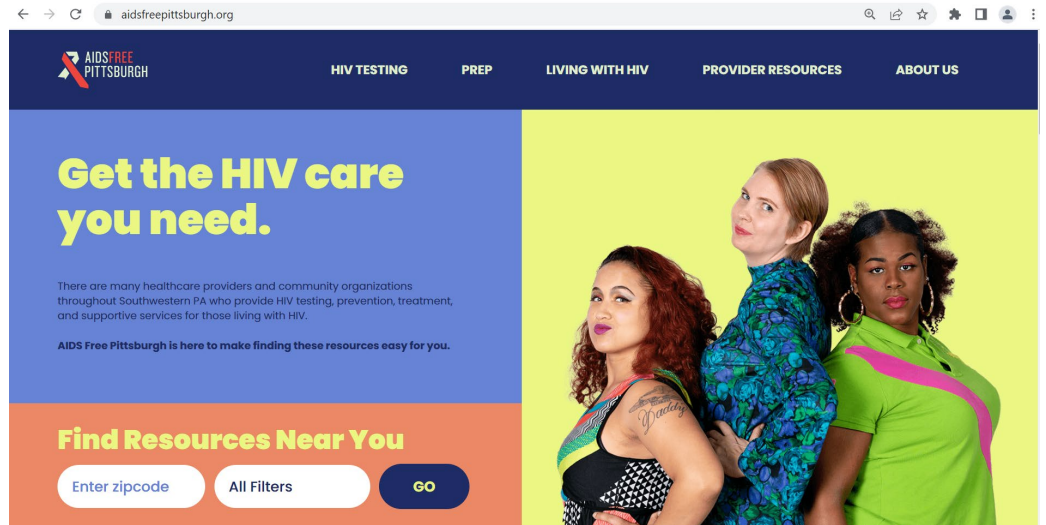 aidsfreepittsburgh.org
AIDSFREE
PITTSBURGH
HIV TESTING
PREP
LIVING WITH HIV
PROVIDER RESOURCES
ABOUT US
Get the HIV care
you need.
There are many healthcare providers and community organizations
throughout Southwestern PA who provide HIV testing, prevention, treatment,
and supportive services for those living with HIV.
AIDS Free Pittsburgh is here to make finding these resources easy for you.
Find Resources Near You
Enter zipcode
All Filters
GO
Daddy